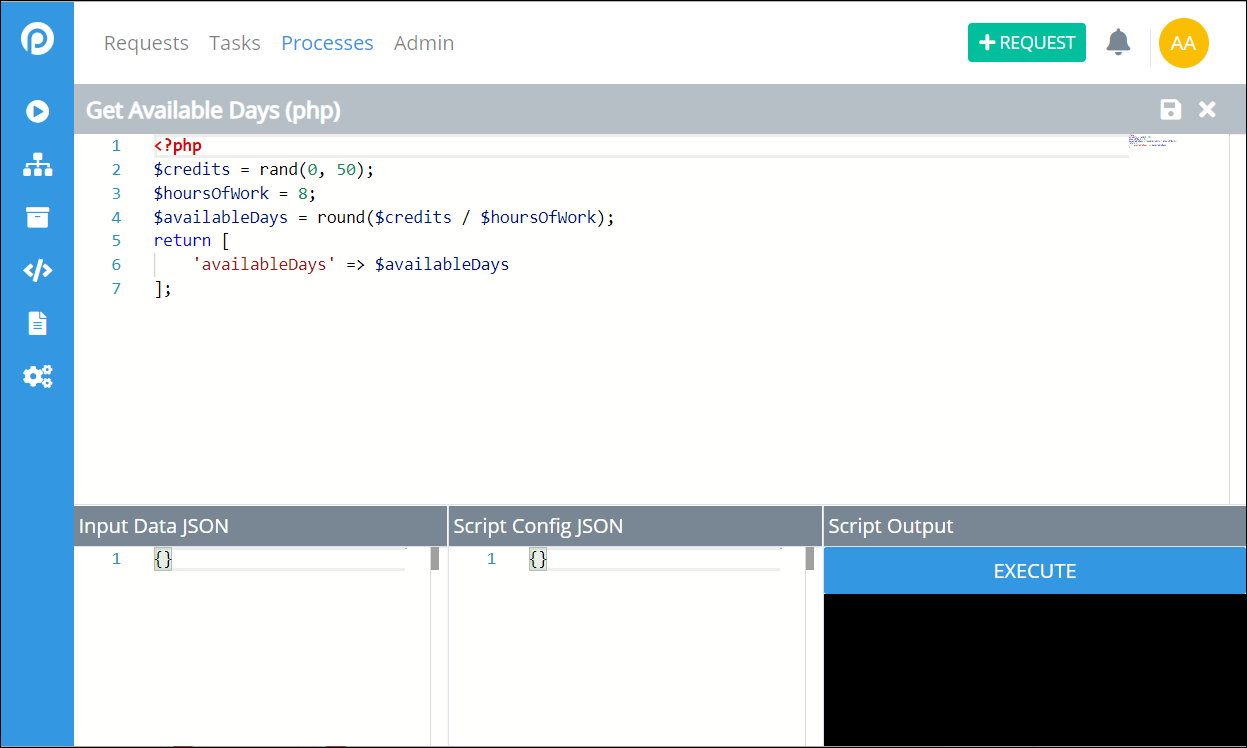 Requests Tasks Processes Admin
REQUEST
AA
Get Available Days (php)
1 <?php
2 $credits = rand(0, 50);
3 $hoursOfWork = 8;
4 $availableDays = round($credits / $hoursOfWork);
5 return [
6 'availableDays' => $availableDays
7 ];
Input Data JSON
1 {}
Script Config JSON
1 {}
Script Output
EXECUTE